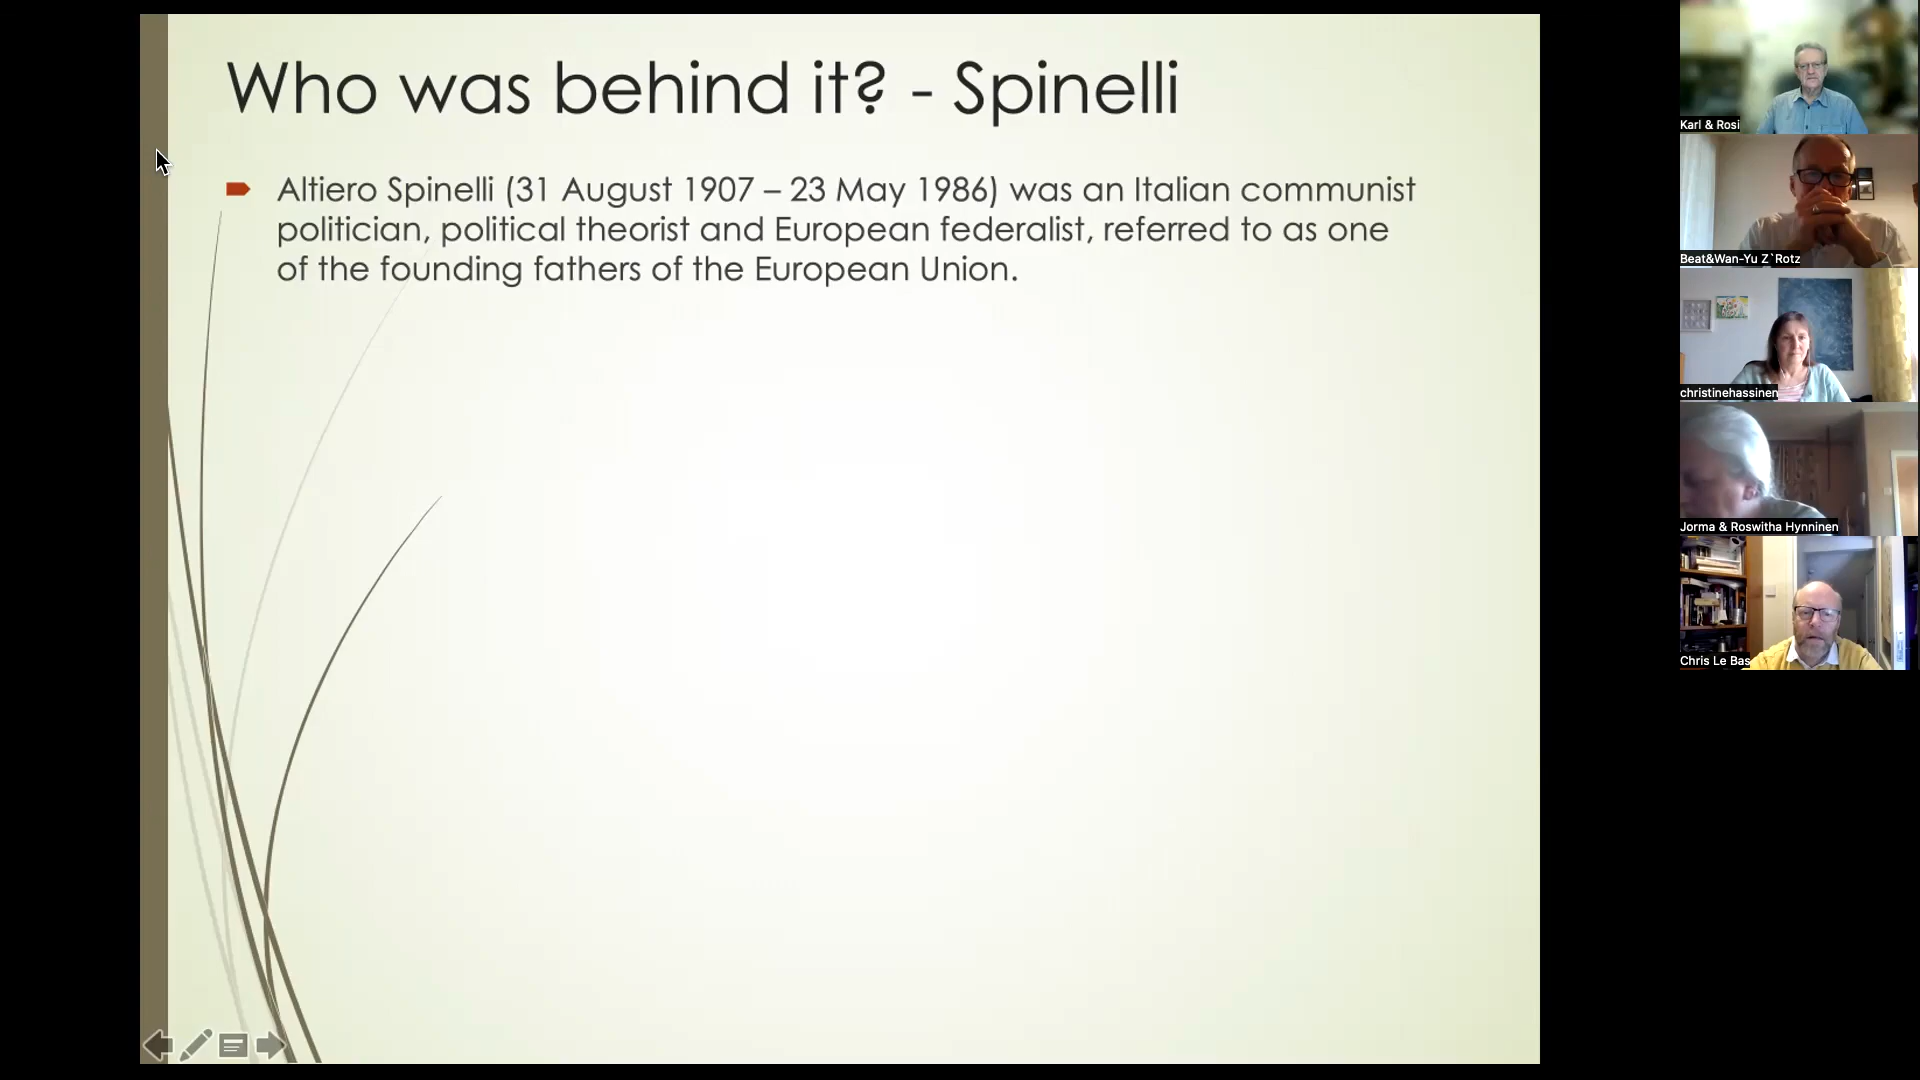 Who was behind it? - Spinelli
Altiero Spinelli (31 August 1907 – 23 May 1986) was an Italian communist
politician, political theorist and European federalist, referred to as one
of the founding fathers of the European Union.
Karl & Rosi
Beat&Wan-Yu Z`Rotz
christinehassinen
Jorma & Roswitha Hynninen
Chris Le Bas